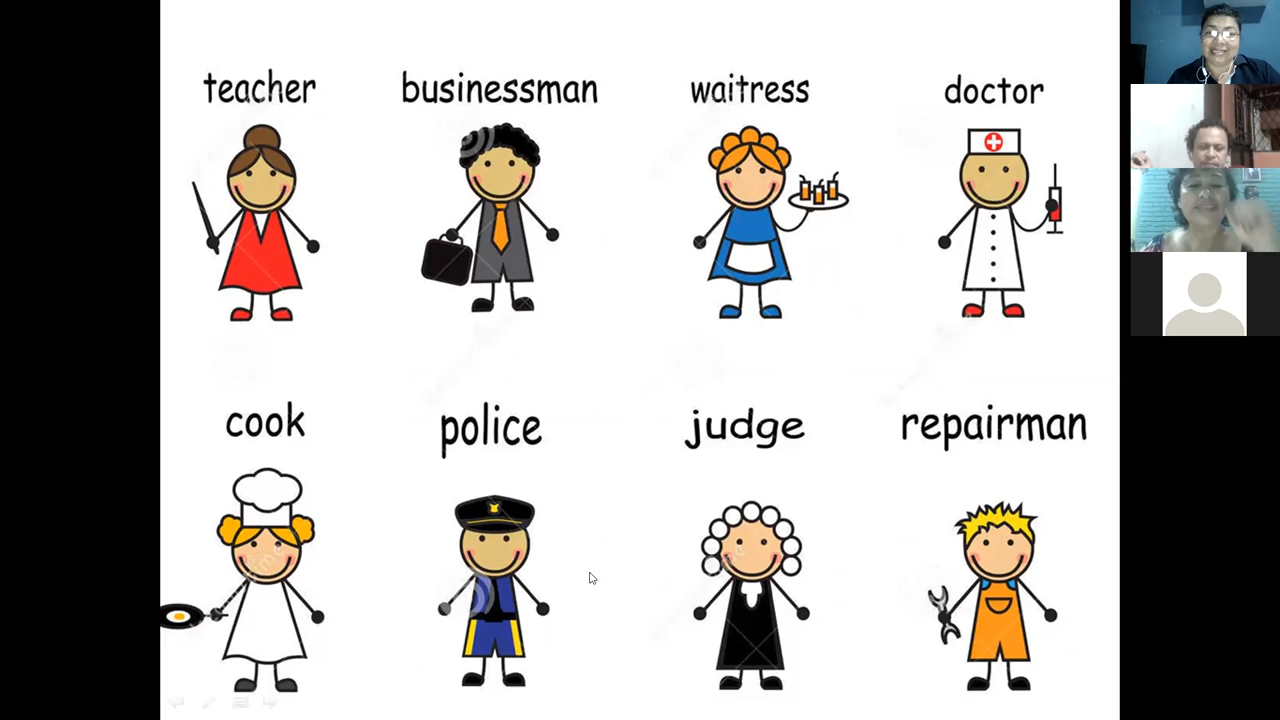 teacher businessman waitress doctor
cook police judge repairman